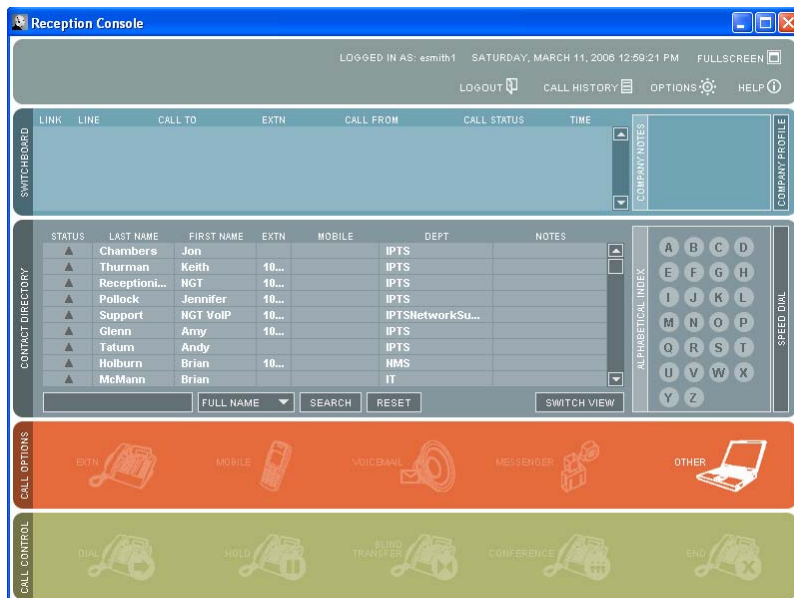 Reception Console
LOGGED IN AS: esmith1 SATURDAY, MARCH 11, 2006 12:59:21 PM FULLSCREEN
LOGOUT CALL HISTORY OPTIONS HELP
SWITCHBOARD
LINK LINE CALL TO EXTN CALL FROM CALL STATUS TIME
COMPANY NOTES
COMPANY PROFILE
CONTACT DIRECTORY
STATUS LAST NAME FIRST NAME EXTN MOBILE DEPT NOTES
Chambers Jon IPTS
Thurman Keith 10... IPTS
Receptioni... NGT 10... IPTS
Pollock Jennifer 10... IPTS
Support NGT VoIP 10... IPTSNetworkSu...
Glenn Amy 10... IPTS
Tatum Andy IPTS
Holburn Brian 10... NMS
McMann Brian IT
FULL NAME SEARCH RESET SWITCH VIEW
ALPHABETICAL INDEX
A B C D
E F G H
I J K L
M N O P
Q R S T
U V W X
Y Z
SPEED DIAL
CALL OPTIONS
EXTN MOBILE VOICEMAIL MESSENGER OTHER
CALL CONTROL
DIAL HOLD BLIND TRANSFER CONFERENCE END